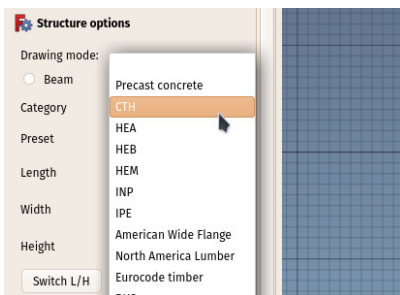 Structure options
Drawing mode:
Beam
Category
Preset
Length
Width
Height
Switch L/H
Precast concrete
CTH
HEA
HEB
HEM
INP
IPE
American Wide Flange
North America Lumber
Eurocode timber